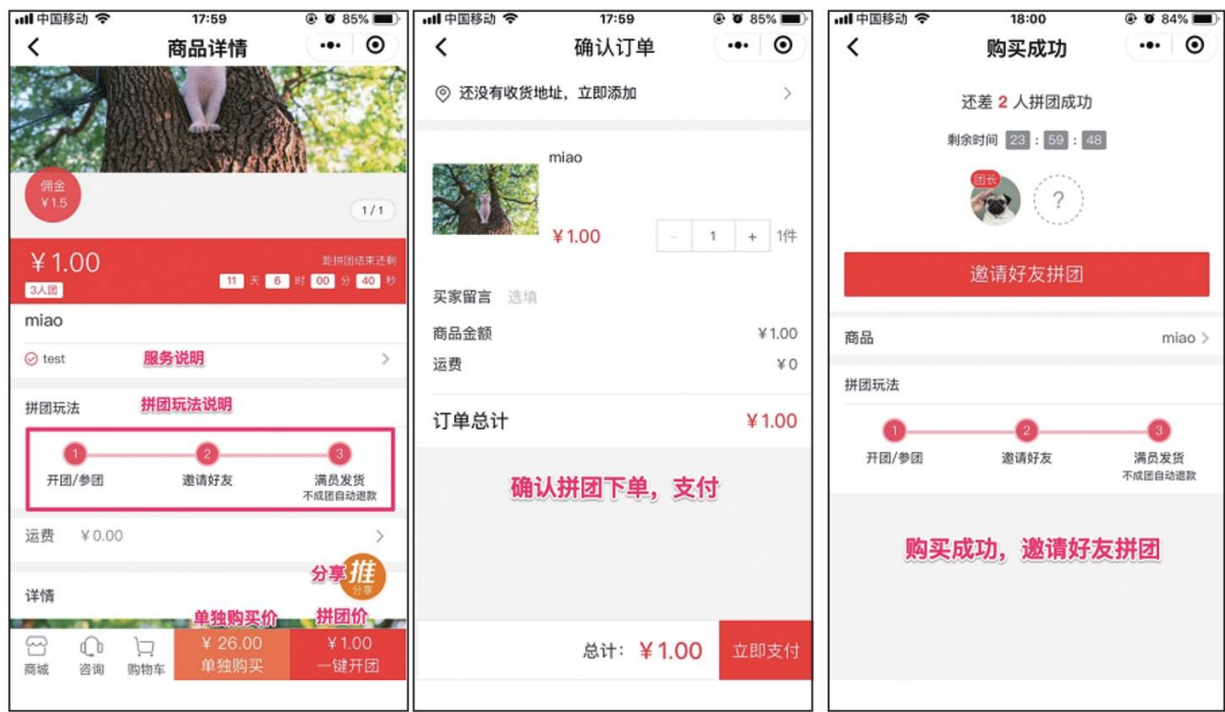 中国移动 17:59 85%
商品详情
佣金
¥1.5
1/1
¥1.00
3人团
距拼团结束还剩
11 天 6 时 00 分 40 秒
miao
test 服务说明
拼团玩法 拼团玩法说明
1 2 3
开团/参团 邀请好友 满员发货
不成团自动退款
运费 ¥0.00
分享 推
分享
详情
单独购买价 拼团价
商城 咨询 购物车
¥26.00
单独购买
¥1.00
一键开团
中国移动 17:59 85%
确认订单
还没有收货地址，立即添加
miao
¥1.00 - 1 + 1件
买家留言 选填
商品金额 ¥1.00
运费 ¥0
订单总计 ¥1.00
确认拼团下单，支付
总计：¥1.00 立即支付
中国移动 18:00 84%
购买成功
还差 2 人拼团成功
剩余时间 23 : 59 : 48
团长
?
邀请好友拼团
商品 miao
拼团玩法
1 2 3
开团/参团 邀请好友 满员发货
不成团自动退款
购买成功，邀请好友拼团